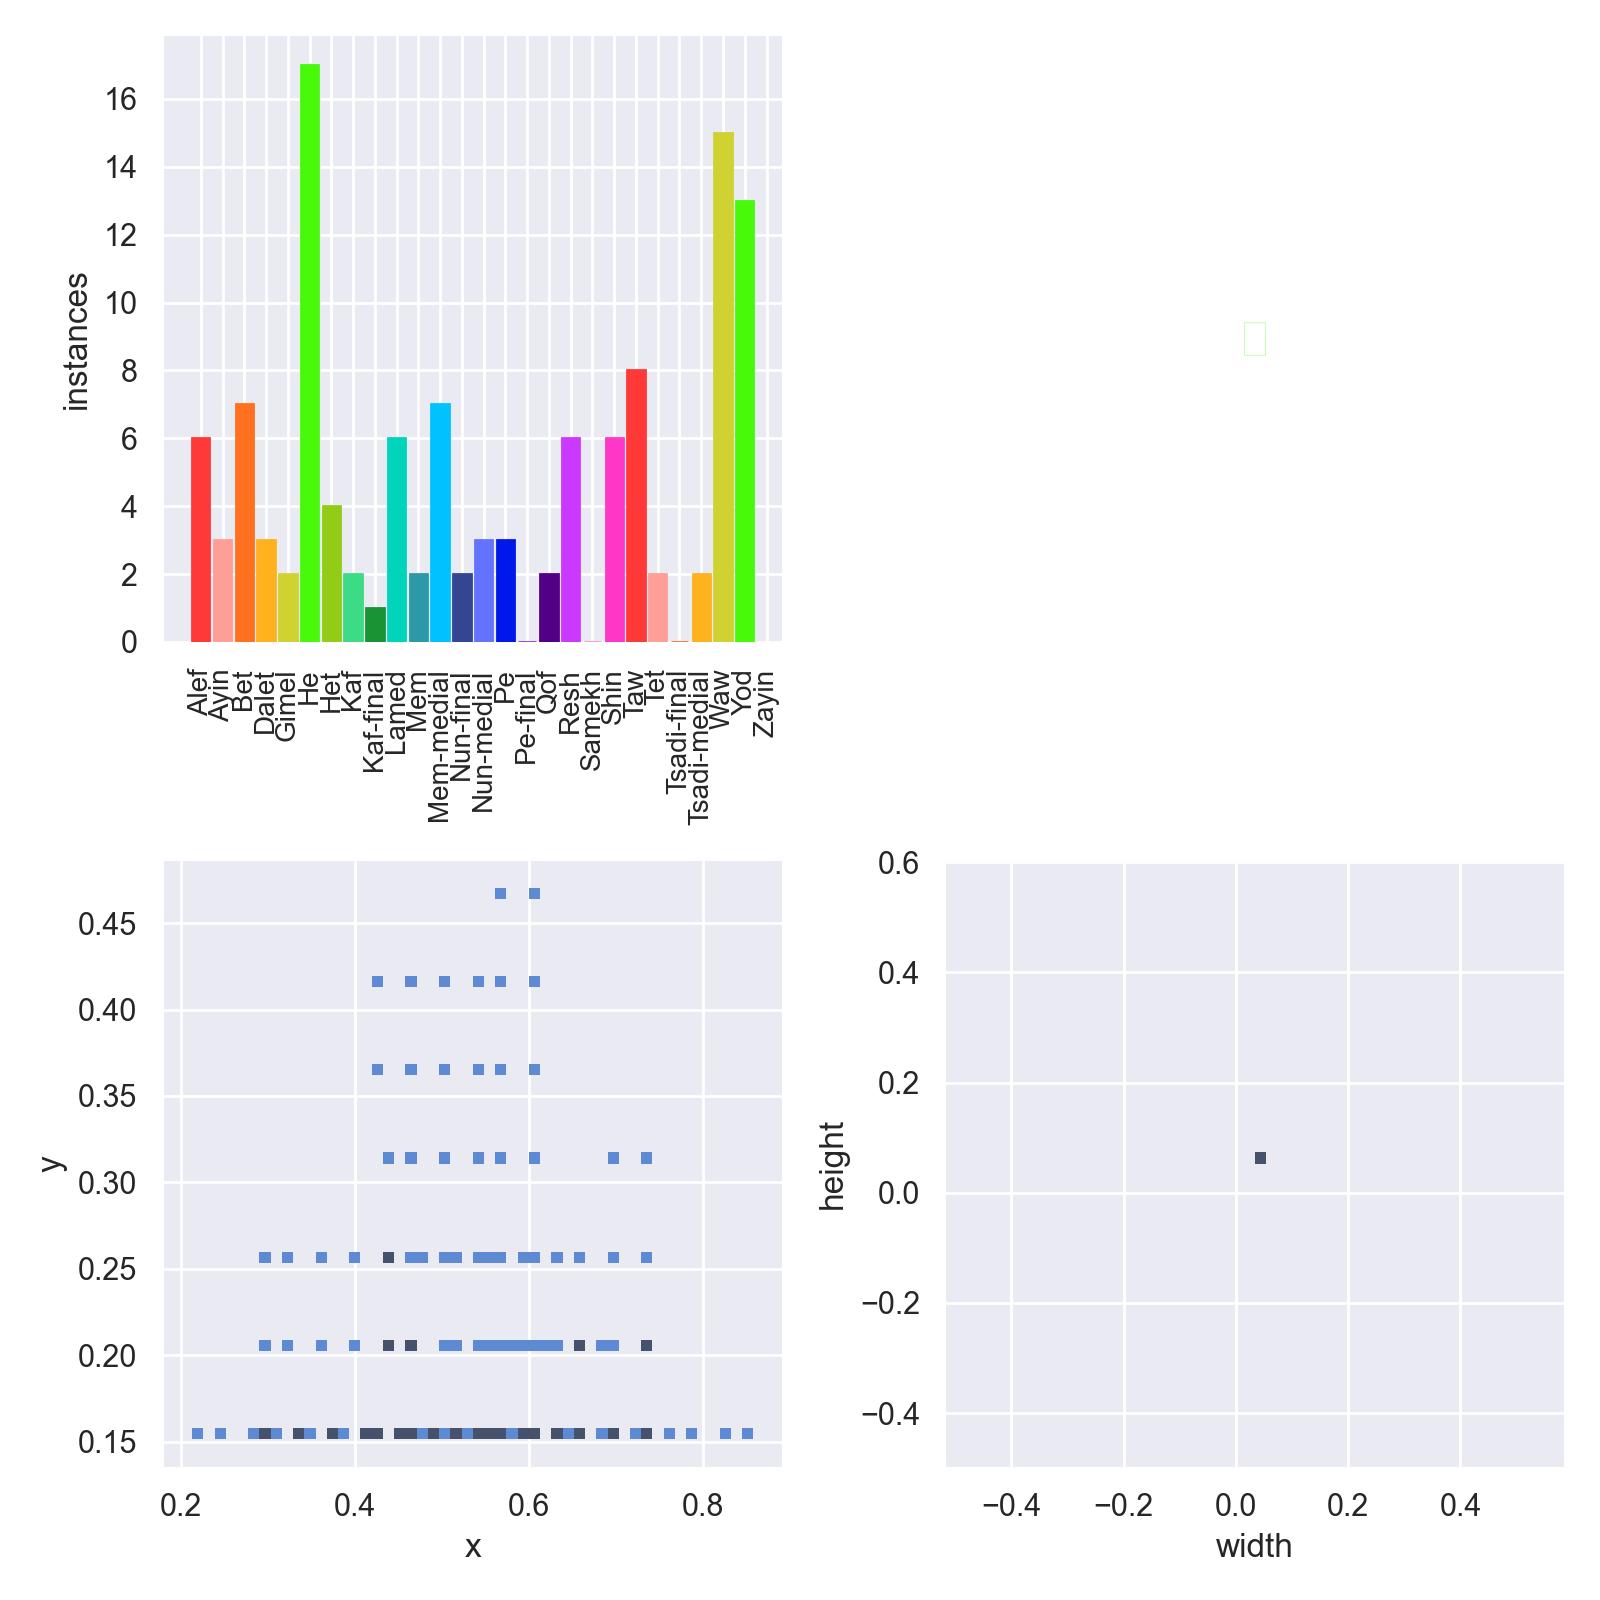 16
14
12
10
8
6
4
2
0
instances
Alef
Ayin
Bet
Dalet
Gimel
He
Het
Kaf
Kaf-final
Lamed
Mem
Mem-medial
Nun-final
Nun-medial
Pe
Pe-final
Qof
Resh
Samekh
Shin
Taw
Tet
Tsadi-final
Tsadi-medial
Waw
Yod
Zayin
0.45
0.40
0.35
0.30
0.25
0.20
0.15
y
0.2 0.4 0.6 0.8
x
0.6
0.4
0.2
0.0
−0.2
−0.4
height
−0.4 −0.2 0.0 0.2 0.4
width